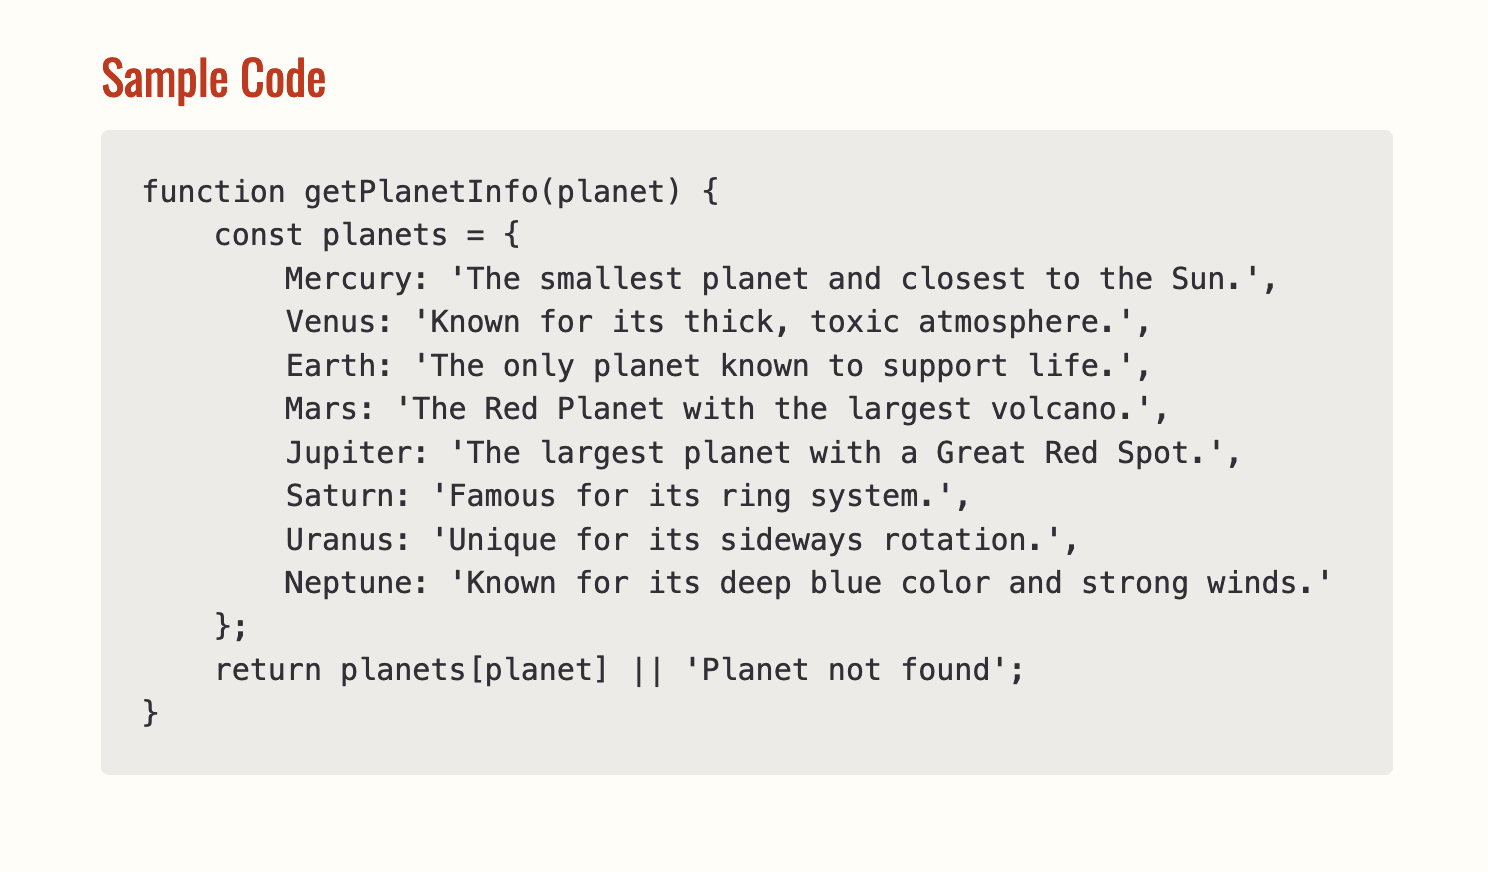 Sample Code
function getPlanetInfo(planet) {
    const planets = {
        Mercury: 'The smallest planet and closest to the Sun.',
        Venus: 'Known for its thick, toxic atmosphere.',
        Earth: 'The only planet known to support life.',
        Mars: 'The Red Planet with the largest volcano.',
        Jupiter: 'The largest planet with a Great Red Spot.',
        Saturn: 'Famous for its ring system.',
        Uranus: 'Unique for its sideways rotation.',
        Neptune: 'Known for its deep blue color and strong winds.'
    };
    return planets[planet] || 'Planet not found';
}